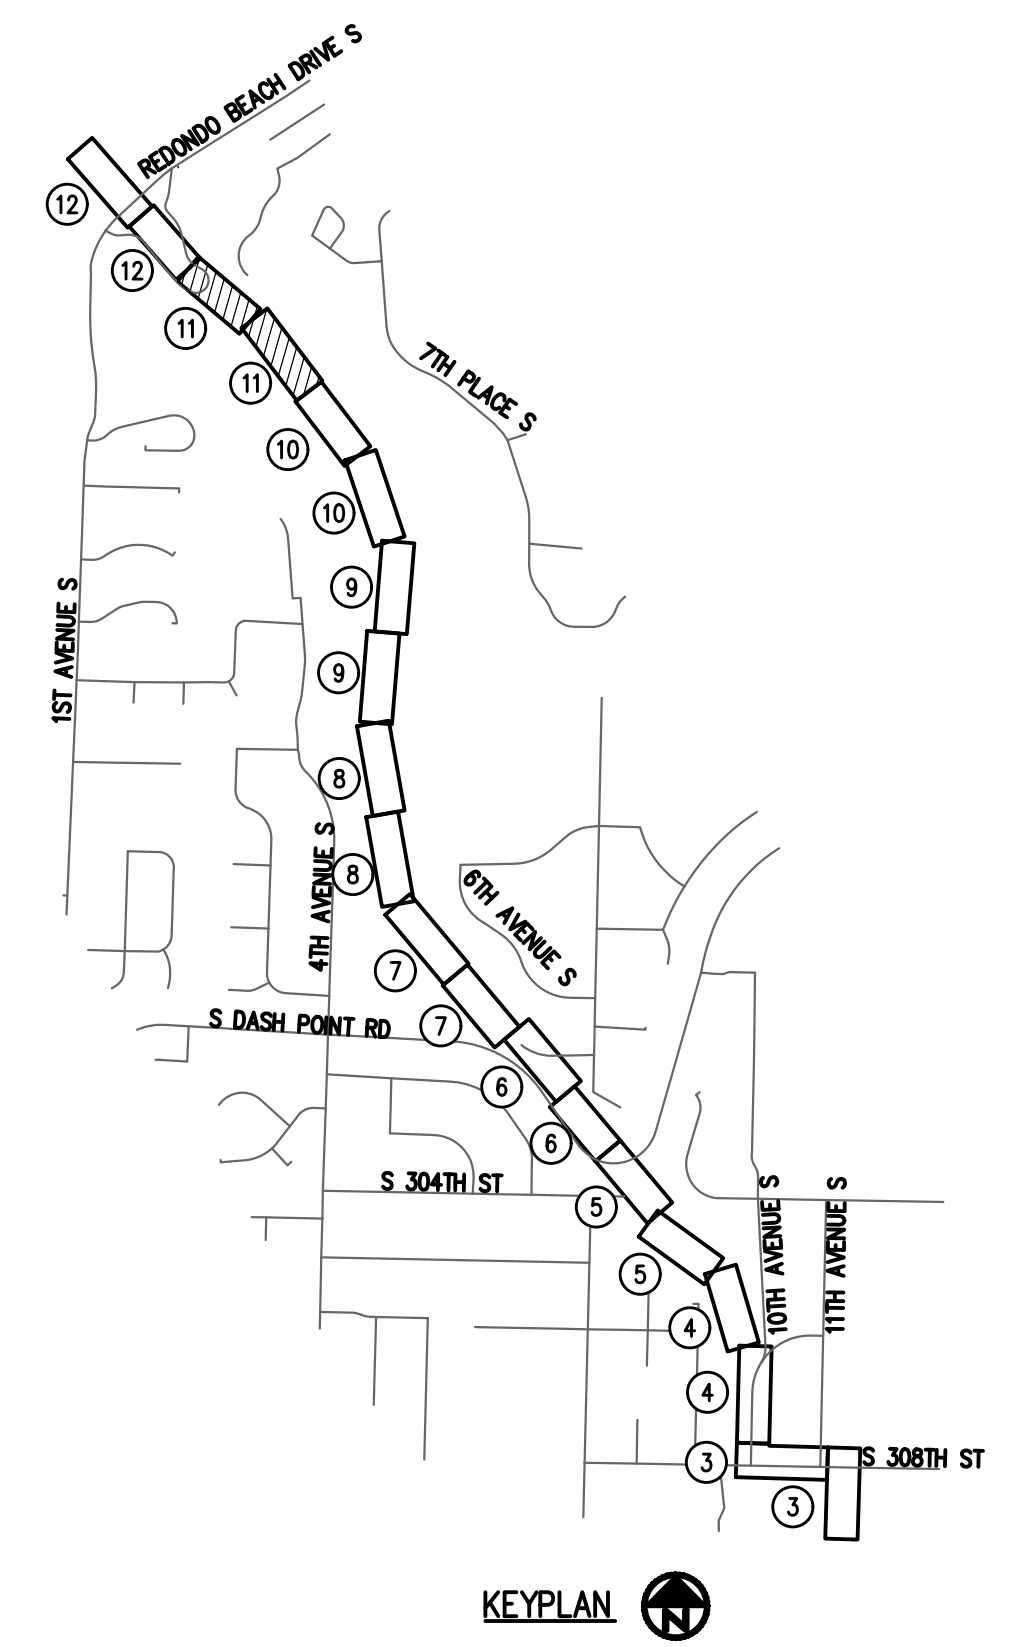 REDONDO BEACH DRIVE S
12
12
11
7TH PLACE S
11
10
10
9
1ST AVENUE S
9
8
4TH AVENUE S
8
6TH AVENUE S
7
S DASH POINT RD
7
6
6
S 304TH ST
5
10TH AVENUE S
11TH AVENUE S
5
4
4
3
S 308TH ST
3
KEYPLAN
N